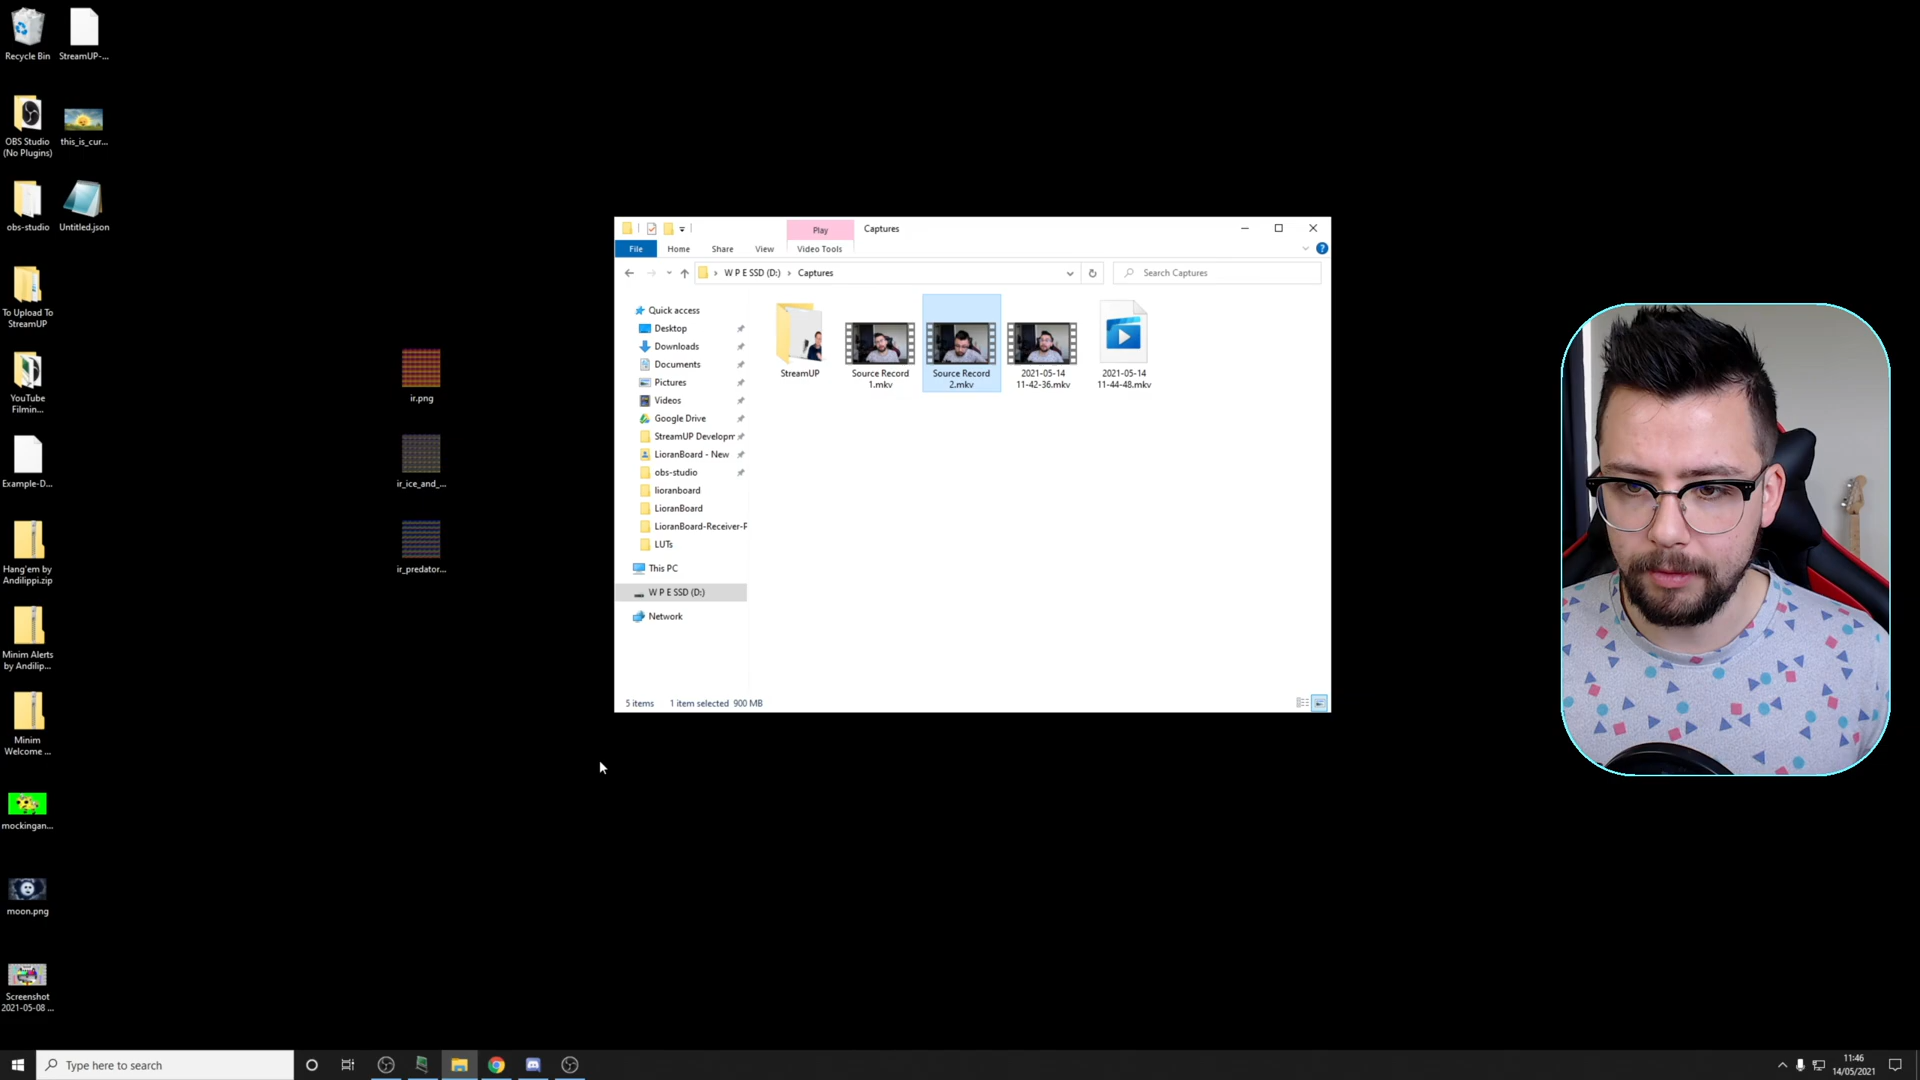 Recycle Bin
StreamUP-...
OBS Studio
(No Plugins)
this_is_cur...
obs-studio
Untitled.json
To Upload To
StreamUP
YouTube
Filmin...
Example-D...
Hang'em by
Andilippi.zip
Minim Alerts
by Andilip...
Minim
Welcome ...
mockingan...
moon.png
Screenshot
2021-05-08 ...
ir.png
ir_ice_and_...
ir_predator...
Play
Captures
File
Home
Share
View
Video Tools
W P E SSD (D:)
Captures
Search Captures
Quick access
Desktop
Downloads
Documents
Pictures
Videos
Google Drive
StreamUP Developm
LioranBoard - New
obs-studio
lioranboard
LioranBoard
LioranBoard-Receiver-P
LUTs
This PC
W P E SSD (D:)
Network
StreamUP
Source Record
1.mkv
Source Record
2.mkv
2021-05-14
11-42-36.mkv
2021-05-14
11-44-48.mkv
5 items
1 item selected 900 MB
Type here to search
11:46
14/05/2021